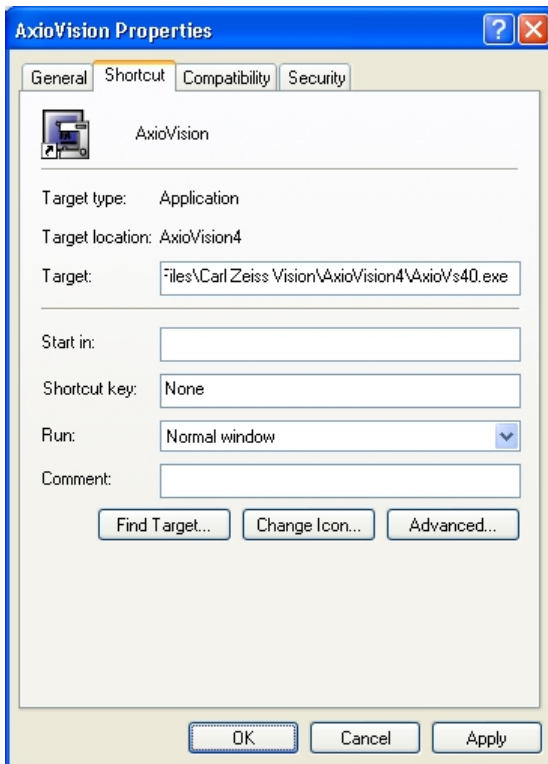 AxioVision Properties
General Shortcut Compatibility Security
AxioVision
Target type: Application
Target location: AxioVision4
Target: Files\Carl Zeiss Vision\AxioVision4\AxioVs40.exe
Start in:
Shortcut key: None
Run: Normal window
Comment:
Find Target... Change Icon... Advanced...
OK Cancel Apply